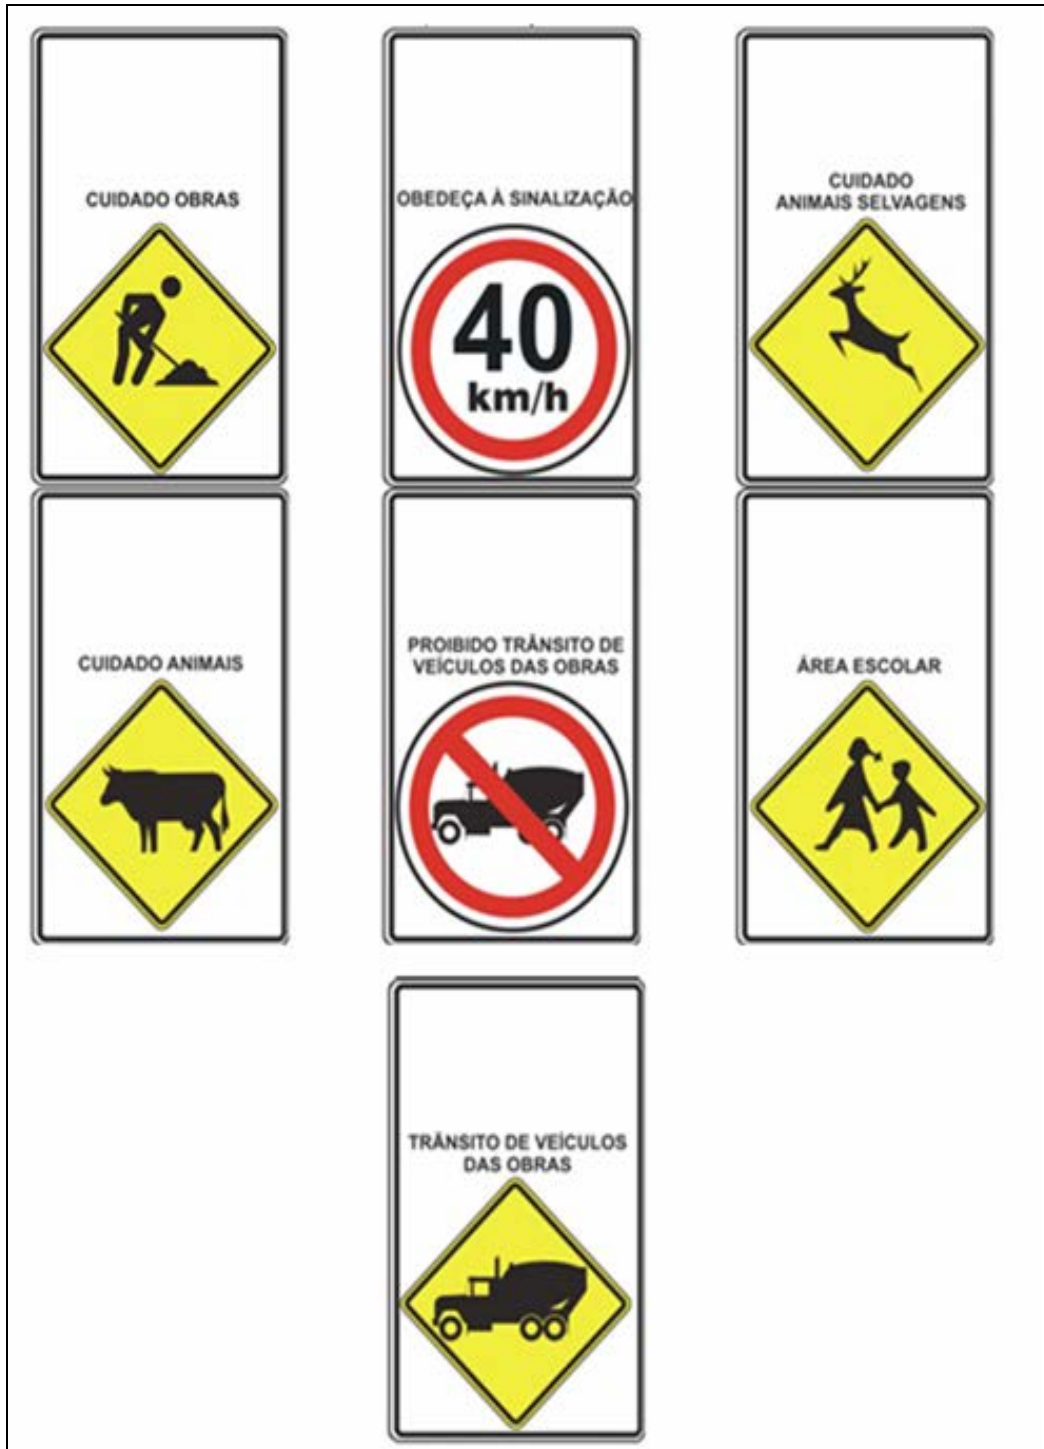 CUIDADO OBRAS
OBEDEÇA À SINALIZAÇÃO
40
km/h
CUIDADO
ANIMAIS SELVAGENS
CUIDADO ANIMAIS
PROIBIDO TRÂNSITO DE
VEÍCULOS DAS OBRAS
ÁREA ESCOLAR
TRÂNSITO DE VEÍCULOS
DAS OBRAS